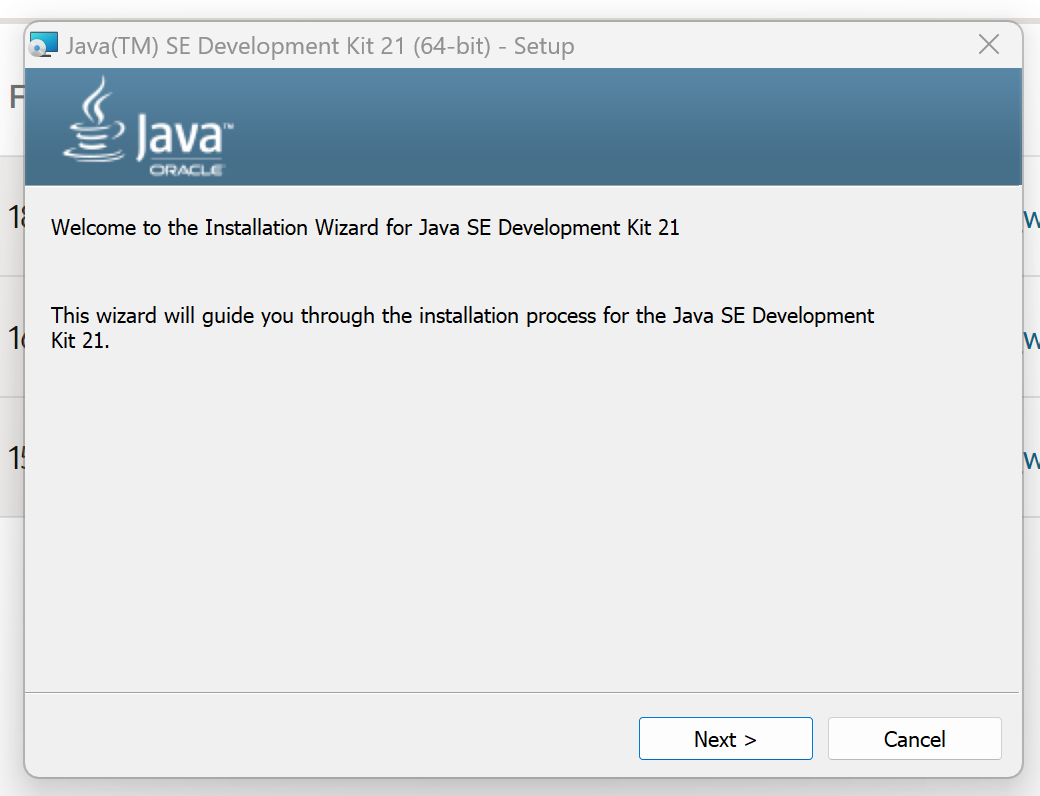 Java(TM) SE Development Kit 21 (64-bit) - Setup
Java™
ORACLE
Welcome to the Installation Wizard for Java SE Development Kit 21
This wizard will guide you through the installation process for the Java SE Development
Kit 21.
Next >
Cancel